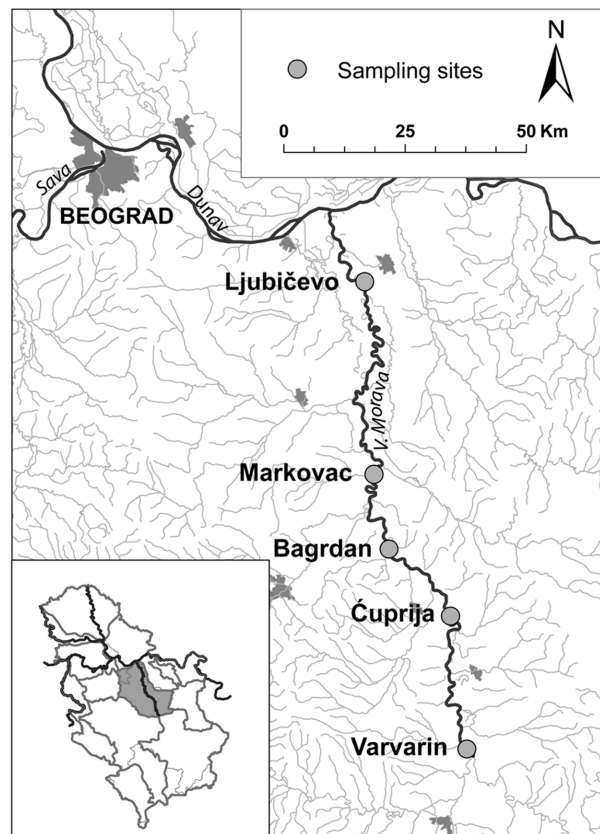 N
Sampling sites
0 25 50 Km
Sava
BEOGRAD
Dunav
Ljubičevo
V. Morava
Markovac
Bagrdan
Ćuprija
Varvarin